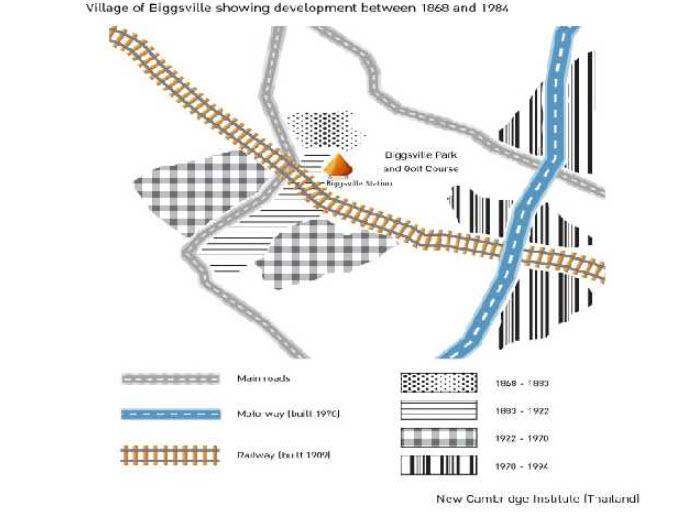 Village of Biggsville showing development between 1868 and 1984
Biggsville Park
and Golf Course
Biggsville Station
Main roads
Motorway (built 1970)
Railway (built 1909)
1868 - 1883
1883 - 1922
1922 - 1970
1970 - 1994
New Cambridge Institute (Thailand)